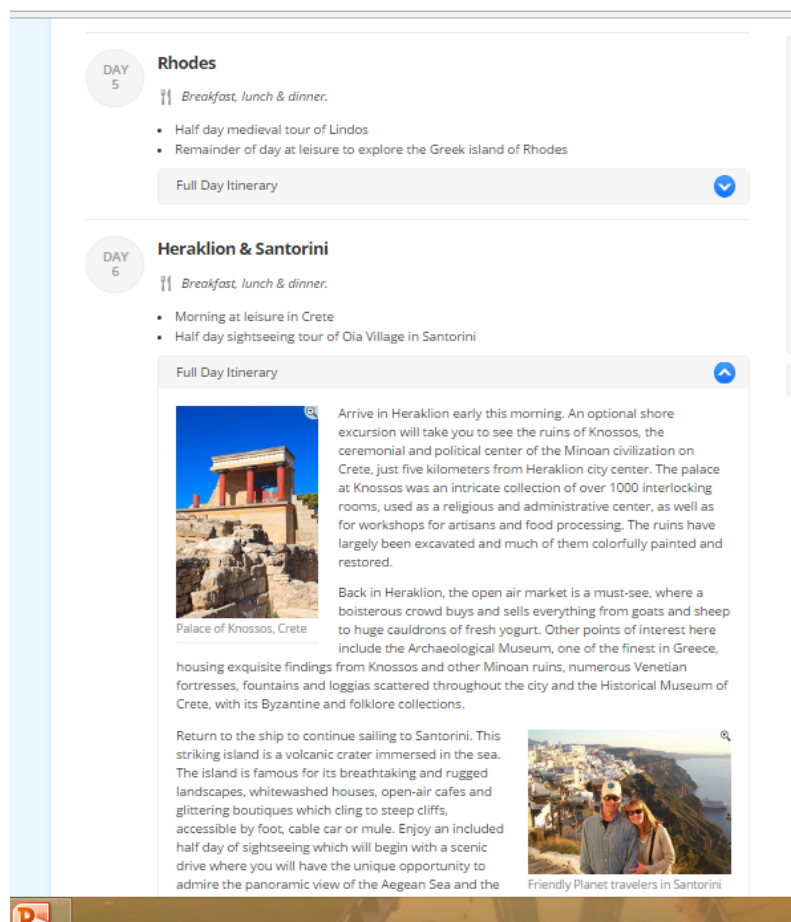 DAY
5
Rhodes
Breakfast, lunch & dinner.
• Half day medieval tour of Lindos
• Remainder of day at leisure to explore the Greek island of Rhodes
Full Day Itinerary
DAY
6
Heraklion & Santorini
Breakfast, lunch & dinner.
• Morning at leisure in Crete
• Half day sightseeing tour of Oia Village in Santorini
Full Day Itinerary
Arrive in Heraklion early this morning. An optional shore
excursion will take you to see the ruins of Knossos, the
ceremonial and political center of the Minoan civilization on
Crete, just five kilometers from Heraklion city center. The palace
at Knossos was an intricate collection of over 1000 interlocking
rooms, used as a religious and administrative center, as well as
for workshops for artisans and food processing. The ruins have
largely been excavated and much of them colorfully painted and
restored.
Palace of Knossos, Crete
Back in Heraklion, the open air market is a must-see, where a
boisterous crowd buys and sells everything from goats and sheep
to huge cauldrons of fresh yogurt. Other points of interest here
include the Archaeological Museum, one of the finest in Greece,
housing exquisite findings from Knossos and other Minoan ruins, numerous Venetian
fortresses, fountains and loggias scattered throughout the city and the Historical Museum of
Crete, with its Byzantine and folklore collections.
Return to the ship to continue sailing to Santorini. This
striking island is a volcanic crater immersed in the sea.
The island is famous for its breathtaking and rugged
landscapes, whitewashed houses, open-air cafes and
glittering boutiques which cling to steep cliffs,
accessible by foot, cable car or mule. Enjoy an included
half day of sightseeing which will begin with a scenic
drive where you will have the unique opportunity to
admire the panoramic view of the Aegean Sea and the
Friendly Planet travelers in Santorini